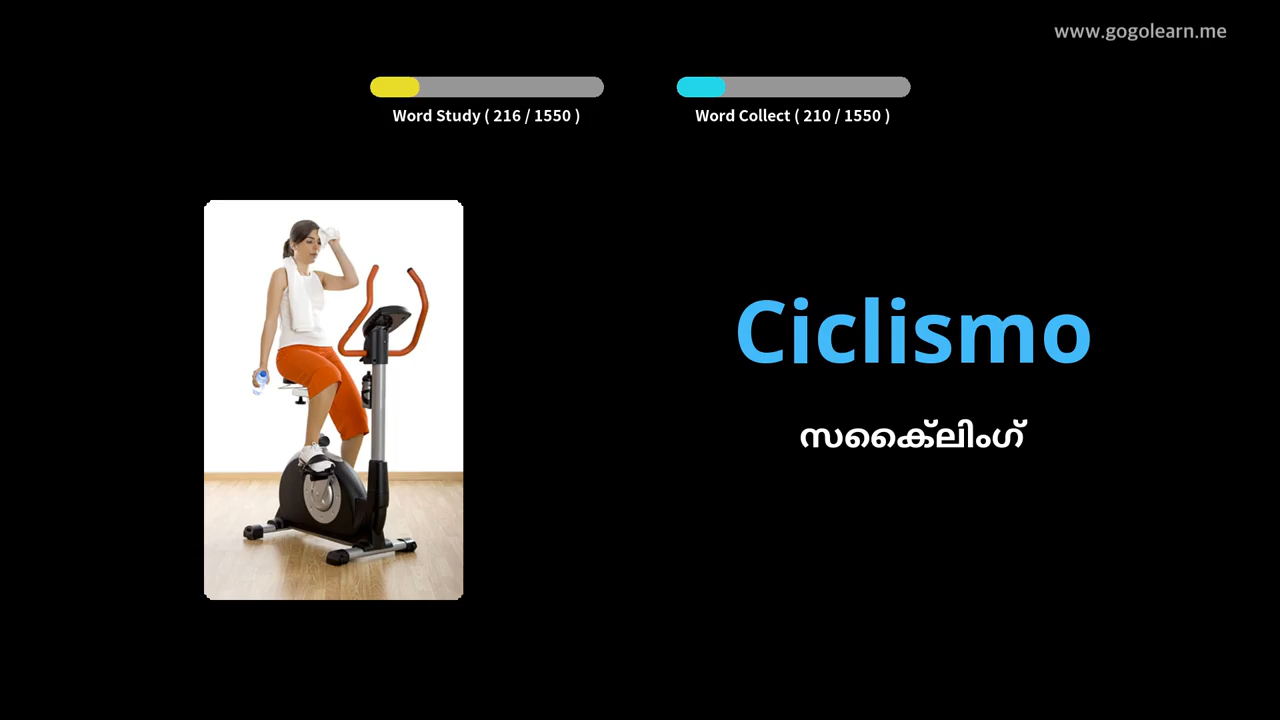 www.gogolearn.me
Word Study ( 216 / 1550 )
Word Collect ( 210 / 1550 )
Ciclismo
സൈക്ലിംഗ്